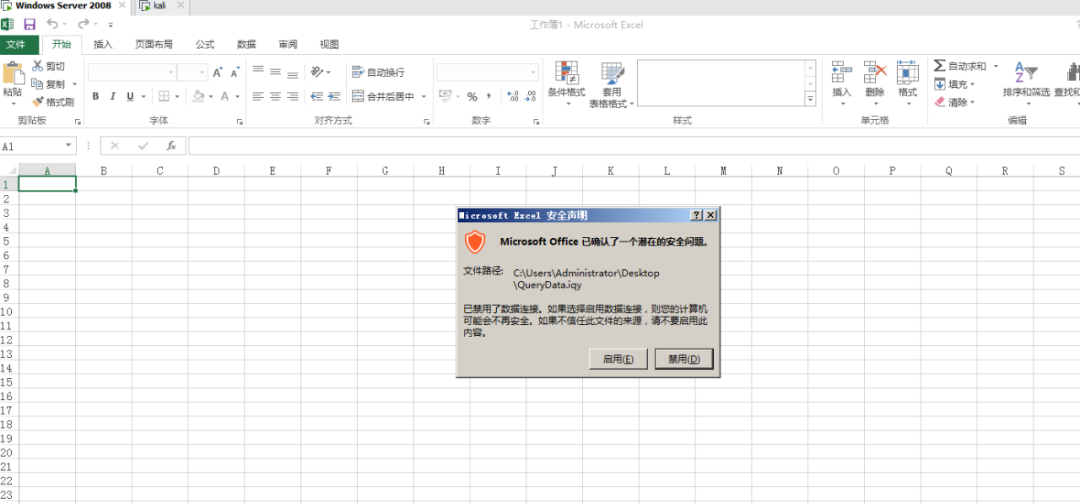 Windows Server 2008 × kali ×
工作簿1 - Microsoft Excel ?
文件 开始 插入 页面布局 公式 数据 审阅 视图
粘贴
剪切
复制
格式刷
B I U A
自动换行
合并后居中
%
条件格式
套用
表格格式
插入
删除
格式
自动求和
填充
清除
排序和筛选
查找和
剪贴板 字体 对齐方式 数字 样式 单元格 编辑
A1 fx
A B C D E F G H I J K L M N O P Q R S
1
2
3
4
5
6
7
8
9
10
11
12
13
14
15
16
17
18
19
20
21
22
23
Microsoft Excel 安全声明
Microsoft Office 已确认了一个潜在的安全问题。
文件路径: C:\Users\Administrator\Desktop
\QueryData.iqy
已禁用了数据连接。如果选择启用数据连接，则您的计算机
可能会不再安全。如果不信任此文件的来源，请不要启用此
内容。
启用(E) 禁用(D)